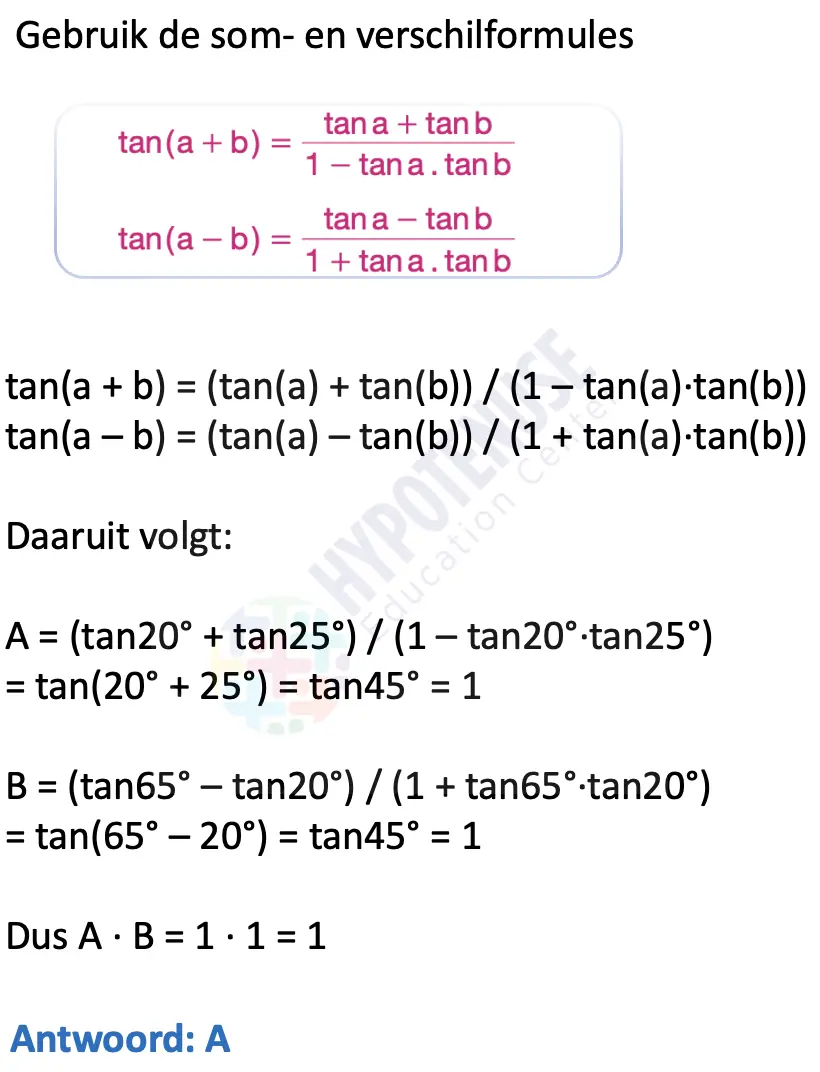 Gebruik de som- en verschilformules
tan(a + b) = tan a + tan b / 1 − tan a . tan b
tan(a − b) = tan a − tan b / 1 + tan a . tan b
tan(a + b) = (tan(a) + tan(b)) / (1 – tan(a)·tan(b))
tan(a – b) = (tan(a) – tan(b)) / (1 + tan(a)·tan(b))
HYPOTENUSE
Education Cente
Daaruit volgt:
A = (tan20° + tan25°) / (1 – tan20°·tan25°)
= tan(20° + 25°) = tan45° = 1
B = (tan65° – tan20°) / (1 + tan65°·tan20°)
= tan(65° – 20°) = tan45° = 1
Dus A · B = 1 · 1 = 1
Antwoord: A